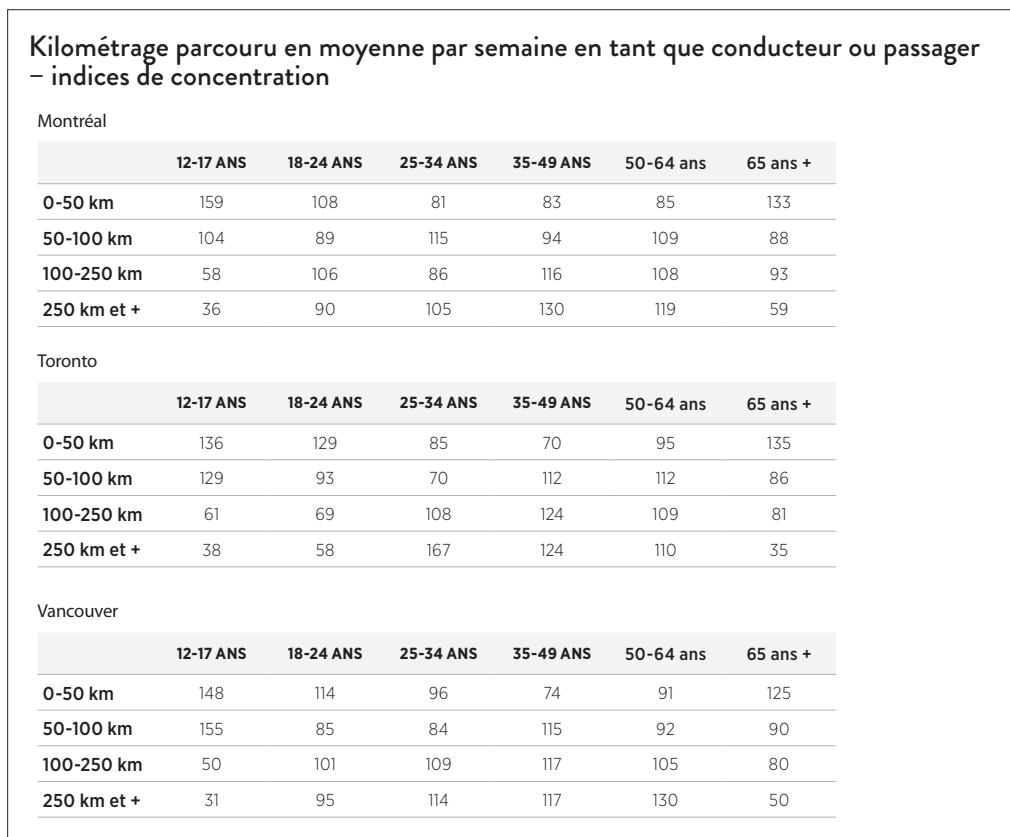 Kilométrage parcouru en moyenne par semaine en tant que conducteur ou passager
– indices de concentration
Montréal
12-17 ANS 18-24 ANS 25-34 ANS 35-49 ANS 50-64 ans 65 ans +
0-50 km 159 108 81 83 85 133
50-100 km 104 89 115 94 109 88
100-250 km 58 106 86 116 108 93
250 km et + 36 90 105 130 119 59
Toronto
12-17 ANS 18-24 ANS 25-34 ANS 35-49 ANS 50-64 ans 65 ans +
0-50 km 136 129 85 70 95 135
50-100 km 129 93 70 112 112 86
100-250 km 61 69 108 124 109 81
250 km et + 38 58 167 124 110 35
Vancouver
12-17 ANS 18-24 ANS 25-34 ANS 35-49 ANS 50-64 ans 65 ans +
0-50 km 148 114 96 74 91 125
50-100 km 155 85 84 115 92 90
100-250 km 50 101 109 117 105 80
250 km et + 31 95 114 117 130 50